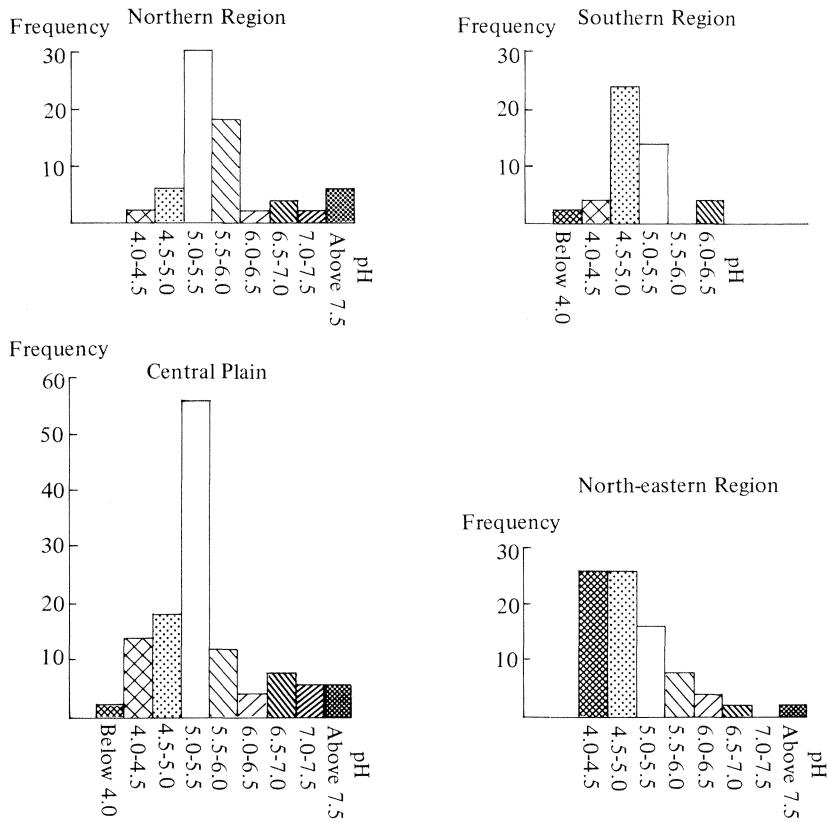 Northern Region
Frequency
30
20
10
4.0-4.5
4.5-5.0
5.0-5.5
5.5-6.0
6.0-6.5
6.5-7.0
7.0-7.5
Above 7.5
pH
Southern Region
Frequency
30
20
10
Below 4.0
4.0-4.5
4.5-5.0
5.0-5.5
5.5-6.0
6.0-6.5
pH
Frequency
Central Plain
60
50
40
30
20
10
Below 4.0
4.0-4.5
4.5-5.0
5.0-5.5
5.5-6.0
6.0-6.5
6.5-7.0
7.0-7.5
Above 7.5
pH
North-eastern Region
Frequency
30
20
10
4.0-4.5
4.5-5.0
5.0-5.5
5.5-6.0
6.0-6.5
6.5-7.0
7.0-7.5
Above 7.5
pH